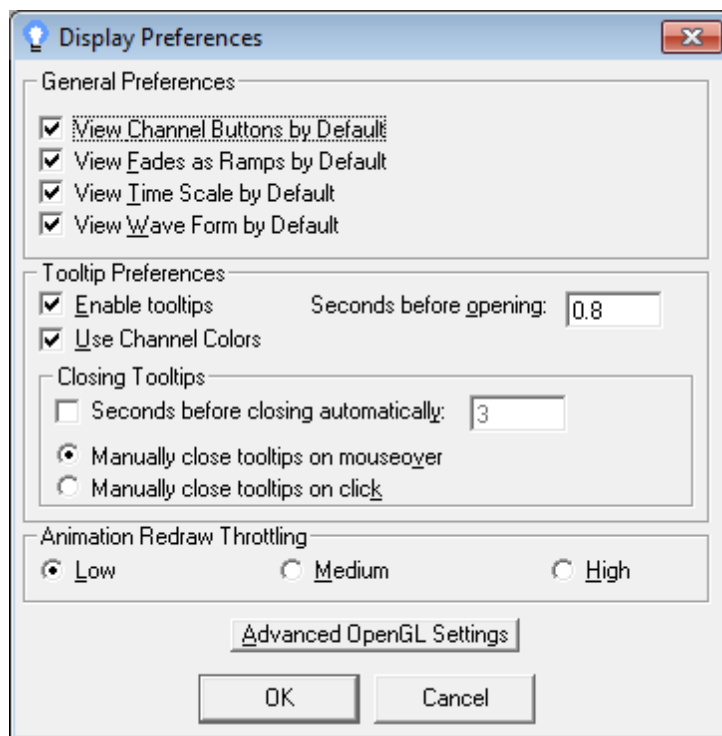 Display Preferences
General Preferences
View Channel Buttons by Default
View Fades as Ramps by Default
View Time Scale by Default
View Wave Form by Default
Tooltip Preferences
Enable tooltips Seconds before opening: 0.8
Use Channel Colors
Closing Tooltips
Seconds before closing automatically: 3
Manually close tooltips on mouseover
Manually close tooltips on click
Animation Redraw Throttling
Low Medium High
Advanced OpenGL Settings
OK Cancel